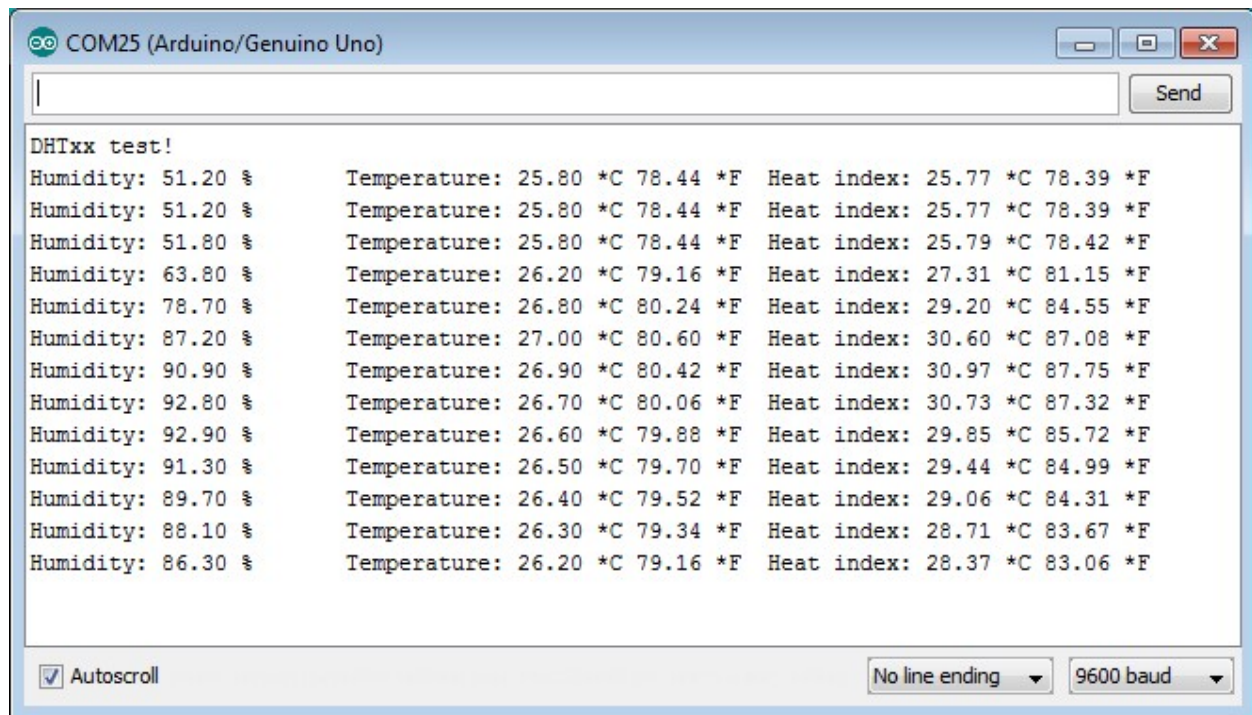 COM25 (Arduino/Genuino Uno)
Send
DHTxx test!
Humidity: 51.20 % Temperature: 25.80 *C 78.44 *F Heat index: 25.77 *C 78.39 *F
Humidity: 51.20 % Temperature: 25.80 *C 78.44 *F Heat index: 25.77 *C 78.39 *F
Humidity: 51.80 % Temperature: 25.80 *C 78.44 *F Heat index: 25.79 *C 78.42 *F
Humidity: 63.80 % Temperature: 26.20 *C 79.16 *F Heat index: 27.31 *C 81.15 *F
Humidity: 78.70 % Temperature: 26.80 *C 80.24 *F Heat index: 29.20 *C 84.55 *F
Humidity: 87.20 % Temperature: 27.00 *C 80.60 *F Heat index: 30.60 *C 87.08 *F
Humidity: 90.90 % Temperature: 26.90 *C 80.42 *F Heat index: 30.97 *C 87.75 *F
Humidity: 92.80 % Temperature: 26.70 *C 80.06 *F Heat index: 30.73 *C 87.32 *F
Humidity: 92.90 % Temperature: 26.60 *C 79.88 *F Heat index: 29.85 *C 85.72 *F
Humidity: 91.30 % Temperature: 26.50 *C 79.70 *F Heat index: 29.44 *C 84.99 *F
Humidity: 89.70 % Temperature: 26.40 *C 79.52 *F Heat index: 29.06 *C 84.31 *F
Humidity: 88.10 % Temperature: 26.30 *C 79.34 *F Heat index: 28.71 *C 83.67 *F
Humidity: 86.30 % Temperature: 26.20 *C 79.16 *F Heat index: 28.37 *C 83.06 *F
Autoscroll No line ending 9600 baud